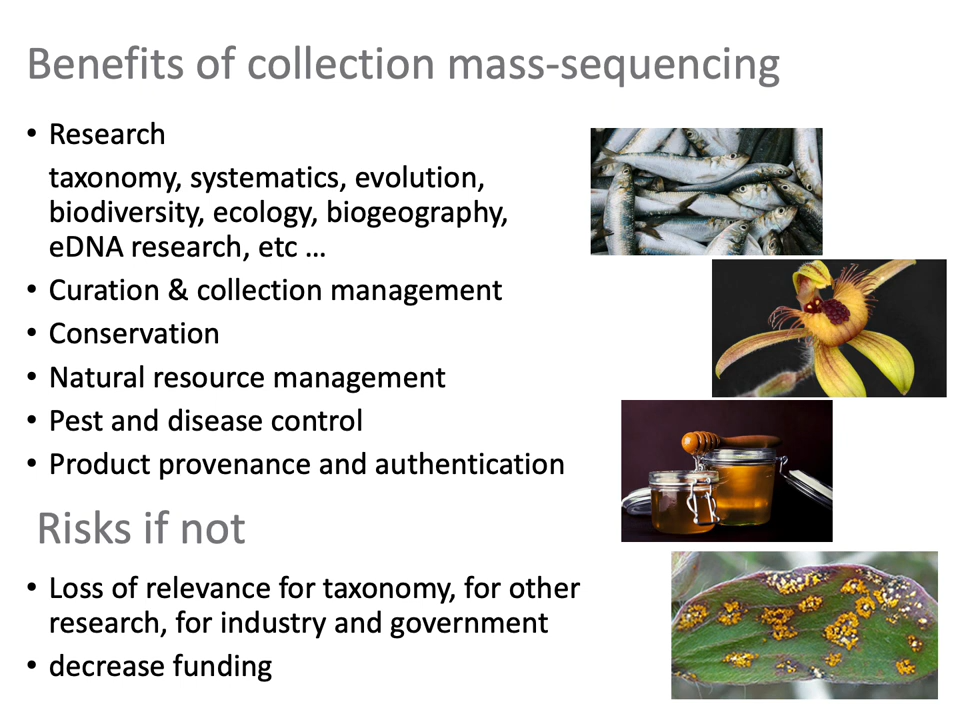 Benefits of collection mass-sequencing
• Research
taxonomy, systematics, evolution,
biodiversity, ecology, biogeography,
eDNA research, etc …
• Curation & collection management
• Conservation
• Natural resource management
• Pest and disease control
• Product provenance and authentication
Risks if not
• Loss of relevance for taxonomy, for other
research, for industry and government
• decrease funding